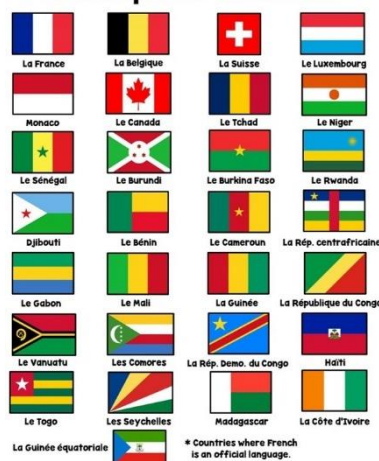 La France La Belgique La Suisse Le Luxembourg
Monaco Le Canada Le Tchad Le Niger
Le Sénégal Le Burundi Le Burkina Faso Le Rwanda
Djibouti Le Bénin Le Cameroun La Rép. centrafricaine
Le Gabon Le Mali La Guinée La République du Congo
Le Vanuatu Les Comores La Rép. Demo. du Congo Haïti
Le Togo Les Seychelles Madagascar La Côte d'Ivoire
La Guinée équatoriale * Countries where French
is an official language.